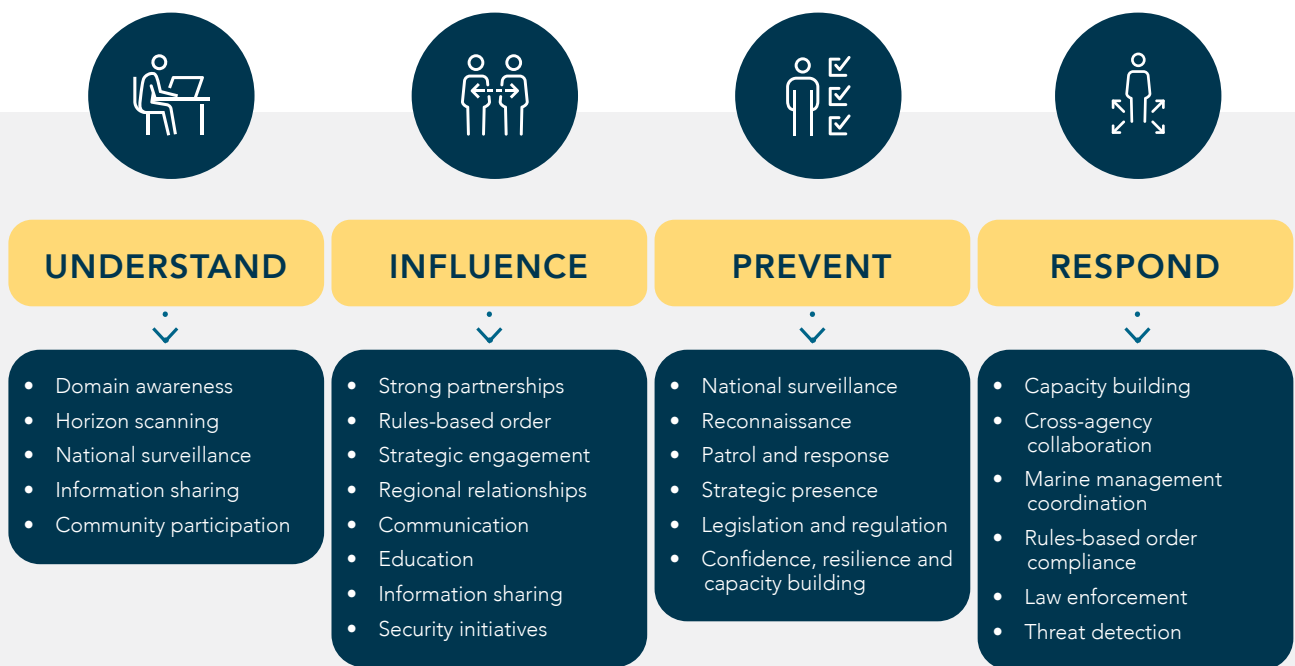 UNDERSTAND
• Domain awareness
• Horizon scanning
• National surveillance
• Information sharing
• Community participation
INFLUENCE
• Strong partnerships
• Rules-based order
• Strategic engagement
• Regional relationships
• Communication
• Education
• Information sharing
• Security initiatives
PREVENT
• National surveillance
• Reconnaissance
• Patrol and response
• Strategic presence
• Legislation and regulation
• Confidence, resilience and
capacity building
RESPOND
• Capacity building
• Cross-agency
collaboration
• Marine management
coordination
• Rules-based order
compliance
• Law enforcement
• Threat detection